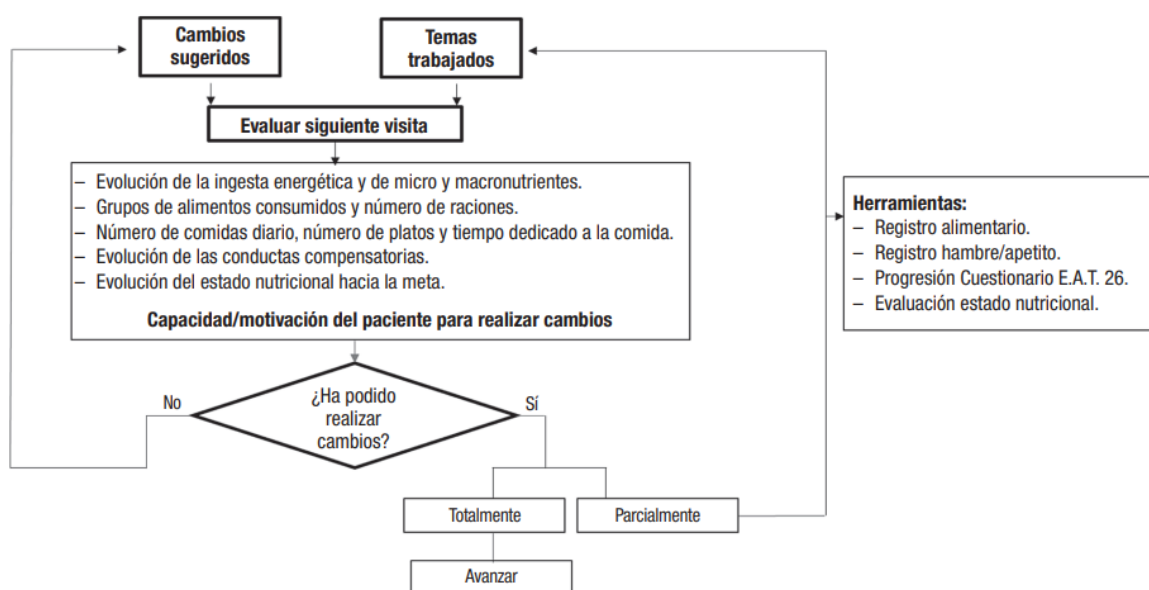 Cambios
sugeridos
Temas
trabajados
Evaluar siguiente visita
– Evolución de la ingesta energética y de micro y macronutrientes.
– Grupos de alimentos consumidos y número de raciones.
– Número de comidas diario, número de platos y tiempo dedicado a la comida.
– Evolución de las conductas compensatorias.
– Evolución del estado nutricional hacia la meta.
Capacidad/motivación del paciente para realizar cambios
Herramientas:
– Registro alimentario.
– Registro hambre/apetito.
– Progresión Cuestionario E.A.T. 26.
– Evaluación estado nutricional.
No
¿Ha podido
realizar
cambios?
Sí
Totalmente
Parcialmente
Avanzar